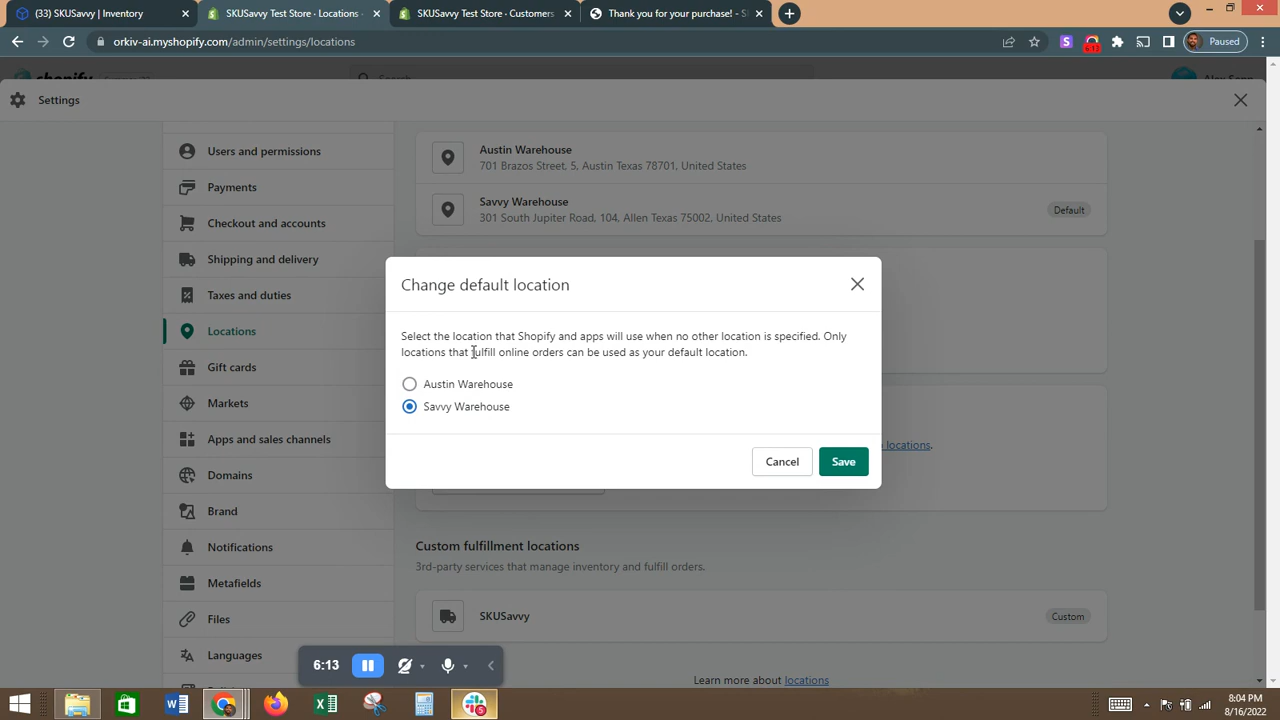 (33) SKUSavvy | Inventory
SKUSavvy Test Store - Locations -
SKUSavvy Test Store - Customers
Thank you for your purchase! - S
orkiv-ai.myshopify.com/admin/settings/locations
6:13
Paused
Settings
Users and permissions
Payments
Checkout and accounts
Shipping and delivery
Taxes and duties
Locations
Gift cards
Markets
Apps and sales channels
Domains
Brand
Notifications
Metafields
Files
Languages
Austin Warehouse
701 Brazos Street, 5, Austin Texas 78701, United States
Savvy Warehouse
301 South Jupiter Road, 104, Allen Texas 75002, United States
Default
Change default location
Select the location that Shopify and apps will use when no other location is specified. Only
locations that fulfill online orders can be used as your default location.
Austin Warehouse
Savvy Warehouse
Cancel
Save
locations.
Custom fulfillment locations
3rd-party services that manage inventory and fulfill orders.
SKUSavvy
Custom
Learn more about locations
6:13
8:04 PM
8/16/2022